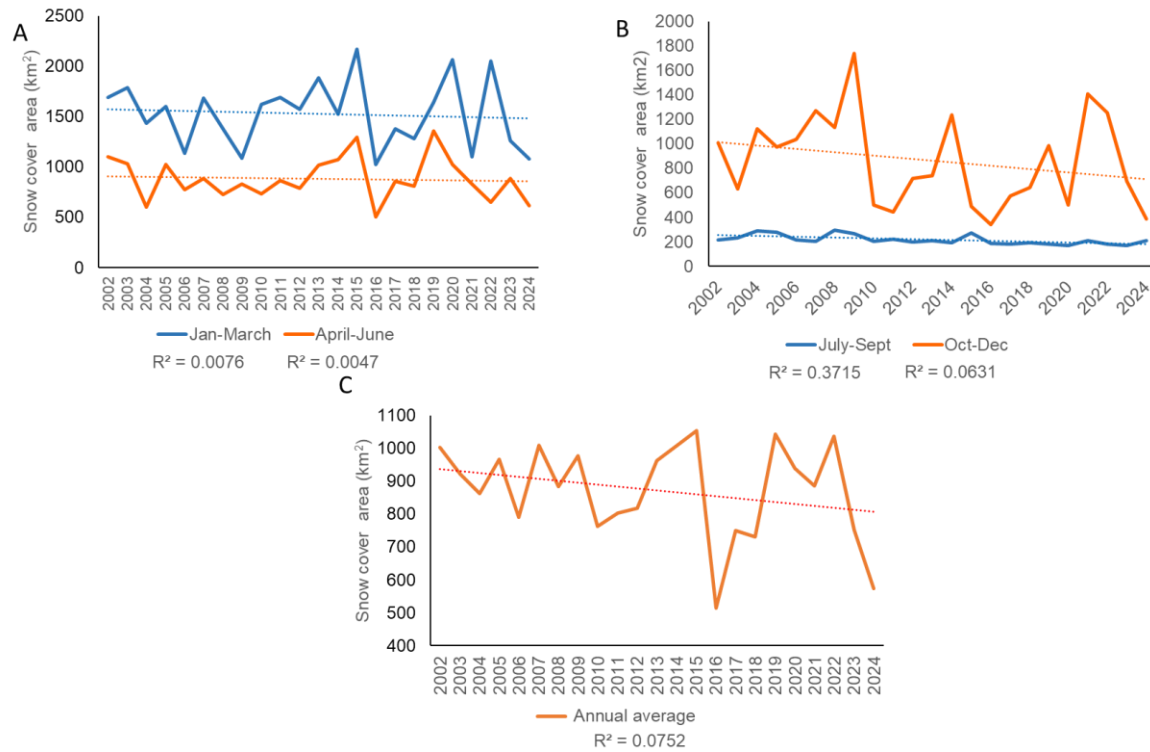 A
Snow cover area (km²)
2500
2000
1500
1000
500
0
2002 2003 2004 2005 2006 2007 2008 2009 2010 2011 2012 2013 2014 2015 2016 2017 2018 2019 2020 2021 2022 2023 2024
Jan-March April-June
R² = 0.0076 R² = 0.0047
B
Snow cover area (km2)
2000
1800
1600
1400
1200
1000
800
600
400
200
0
2002 2004 2006 2008 2010 2012 2014 2016 2018 2020 2022 2024
July-Sept Oct-Dec
R² = 0.3715 R² = 0.0631
C
Snow cover area (km²)
1100
1000
900
800
700
600
500
400
2002 2003 2004 2005 2006 2007 2008 2009 2010 2011 2012 2013 2014 2015 2016 2017 2018 2019 2020 2021 2022 2023 2024
Annual average
R² = 0.0752